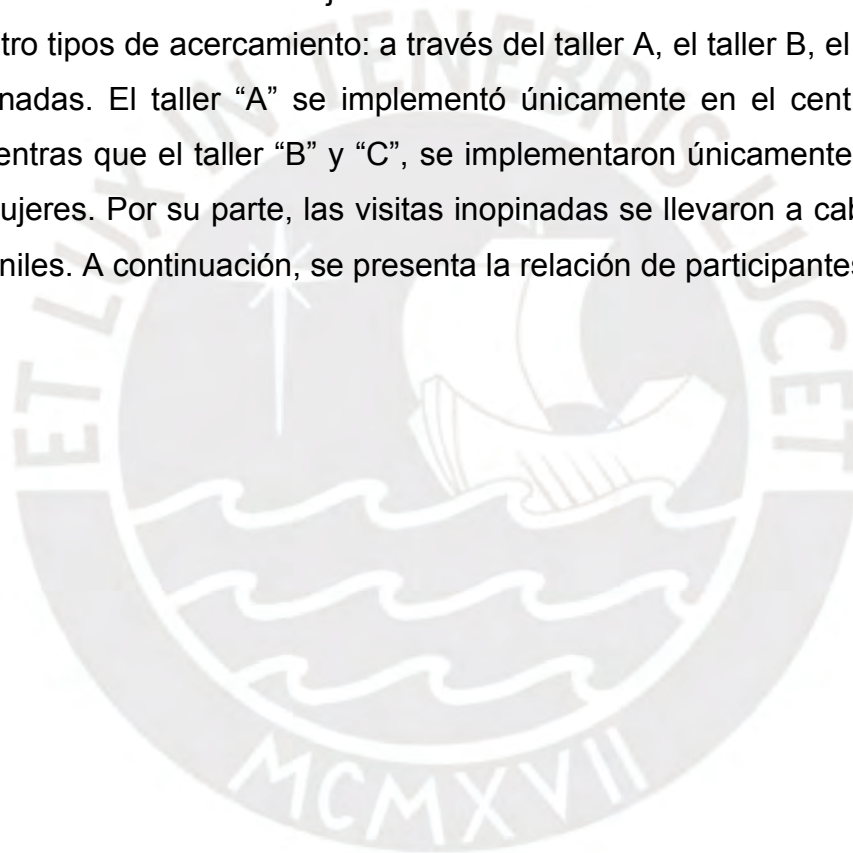 tro tipos de acercamiento: a través del taller A, el taller B, el
nadas. El taller “A” se implementó únicamente en el cent
entras que el taller “B” y “C”, se implementaron únicamente
ujeres. Por su parte, las visitas inopinadas se llevaron a cab
niles. A continuación, se presenta la relación de participantes
ET LUX IN TENEBRIS LUCET
MCMXVII